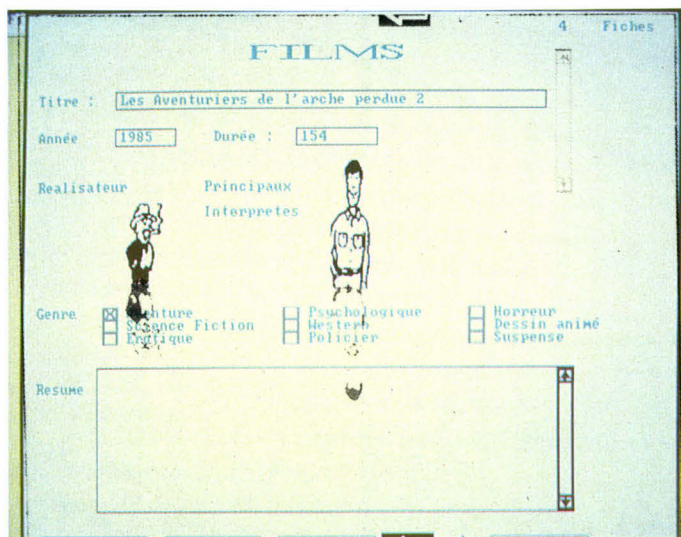 4 Fiches
FILMS
Titre : Les Aventuriers de l'arche perdue 2
Année 1985 Durée : 154
Realisateur Principaux
Interpretes
Genre Aventure Psychologique Horreur
Science Fiction Western Dessin animé
Erotique Policier Suspense
Resume